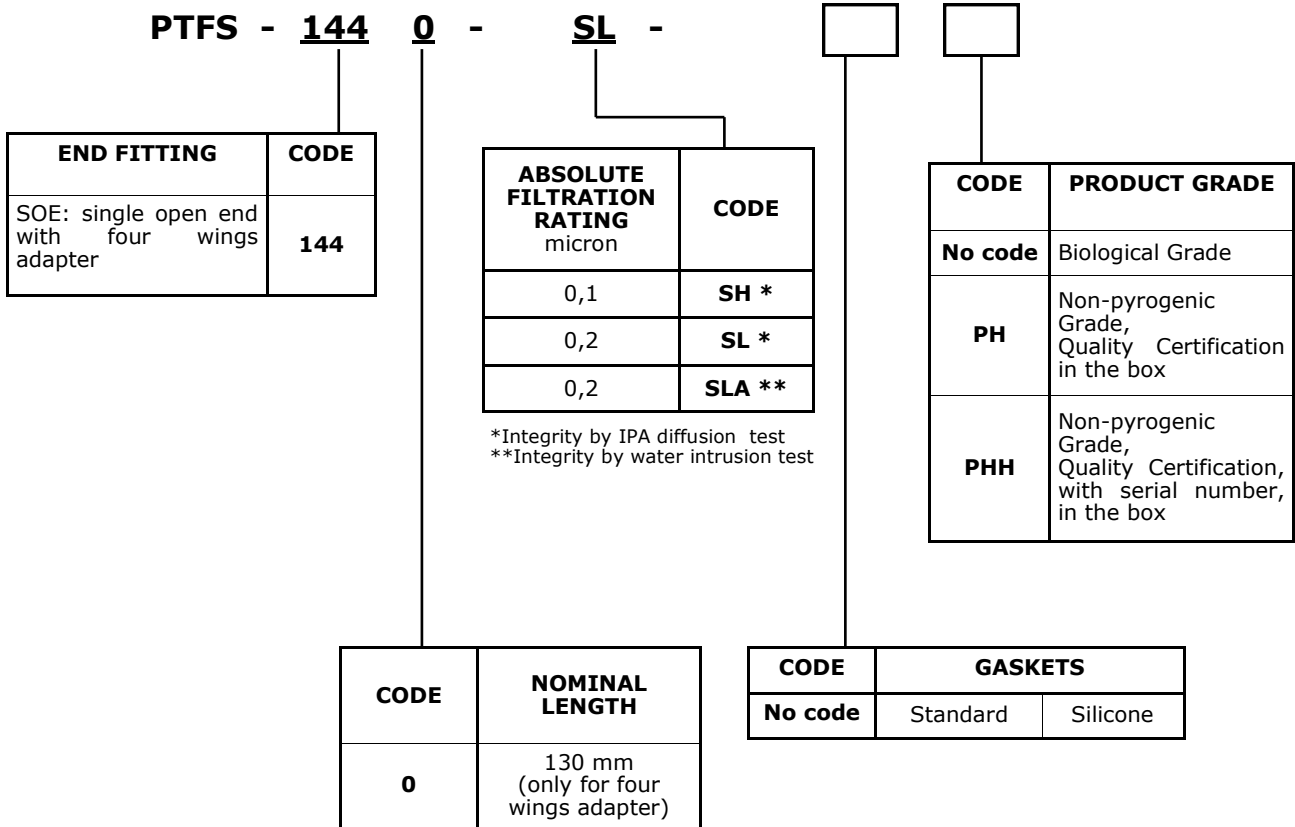 PTFS - 144 0 - SL -
END FITTING CODE
SOE: single open end
with four wings
adapter
144
ABSOLUTE
FILTRATION
RATING
micron
CODE
0,1 SH *
0,2 SL *
0,2 SLA **
*Integrity by IPA diffusion test
**Integrity by water intrusion test
CODE PRODUCT GRADE
No code Biological Grade
PH
Non-pyrogenic
Grade,
Quality Certification
in the box
PHH
Non-pyrogenic
Grade,
Quality Certification,
with serial number,
in the box
CODE
NOMINAL
LENGTH
0
130 mm
(only for four
wings adapter)
CODE GASKETS
No code Standard Silicone